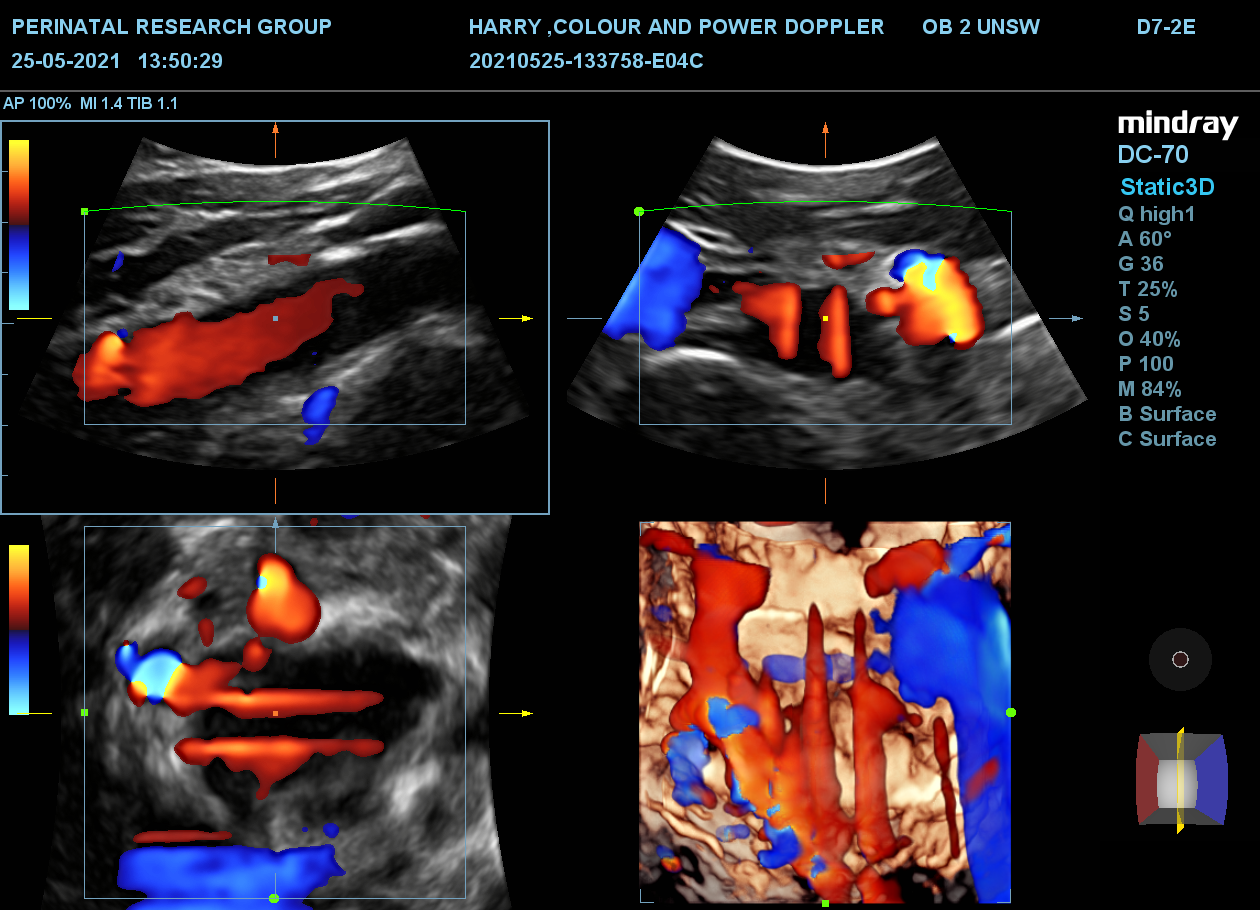 PERINATAL RESEARCH GROUP HARRY ,COLOUR AND POWER DOPPLER OB 2 UNSW D7-2E
25-05-2021 13:50:29 20210525-133758-E04C
AP 100% MI 1.4 TIB 1.1
mindray
DC-70
Static3D
Q high1
A 60°
G 36
T 25%
S 5
O 40%
P 100
M 84%
B Surface
C Surface